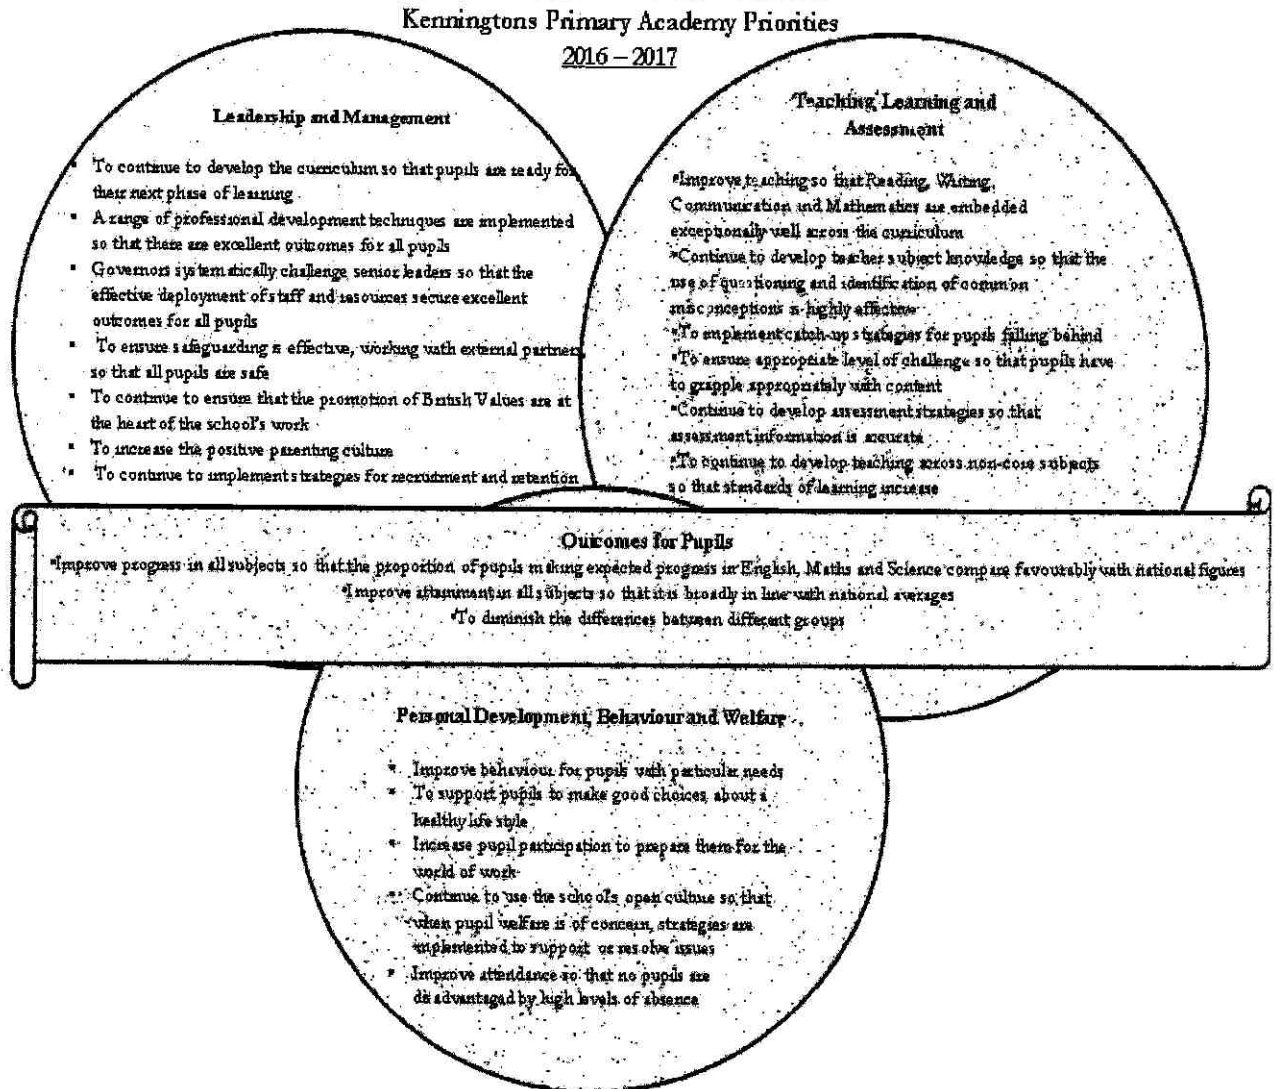 Kenningtons Primary Academy Priorities
2016 – 2017
Leadership and Management
▪ To continue to develop the curriculum so that pupils are ready for
their next phase of learning
▪ A range of professional development techniques are implemented
so that there are excellent outcomes for all pupils
▪ Governors systematically challenge senior leaders so that the
effective deployment of staff and resources secure excellent
outcomes for all pupils
▪ To ensure safeguarding is effective, working with external partners
so that all pupils are safe
▪ To continue to ensure that the promotion of British Values are at
the heart of the school's work
▪ To increase the positive parenting culture
▪ To continue to implement strategies for recruitment and retention
Teaching, Learning and
Assessment
▪Improve teaching so that Reading, Writing,
Communication and Mathematics are embedded
exceptionally well across the curriculum
▪Continue to develop teacher subject knowledge so that the
use of questioning and identification of common
misconceptions is highly effective
▪To implement catch-up strategies for pupils falling behind
▪To ensure appropriate level of challenge so that pupils have
to grapple appropriately with content
▪Continue to develop assessment strategies so that
assessment information is accurate
▪To continue to develop teaching across non-core subjects
so that standards of learning increase
Outcomes for Pupils
▪Improve progress in all subjects so that the proportion of pupils making expected progress in English, Maths and Science compare favourably with national figures
▪Improve attainment in all subjects so that it is broadly in line with national averages
▪To diminish the differences between different groups
Personal Development, Behaviour and Welfare
▪ Improve behaviour for pupils with particular needs
▪ To support pupils to make good choices about a
healthy life style
▪ Increase pupil participation to prepare them for the
world of work
▪ Continue to use the school's open culture so that
when pupil welfare is of concern, strategies are
implemented to support or resolve issues
▪ Improve attendance so that no pupils are
disadvantaged by high levels of absence